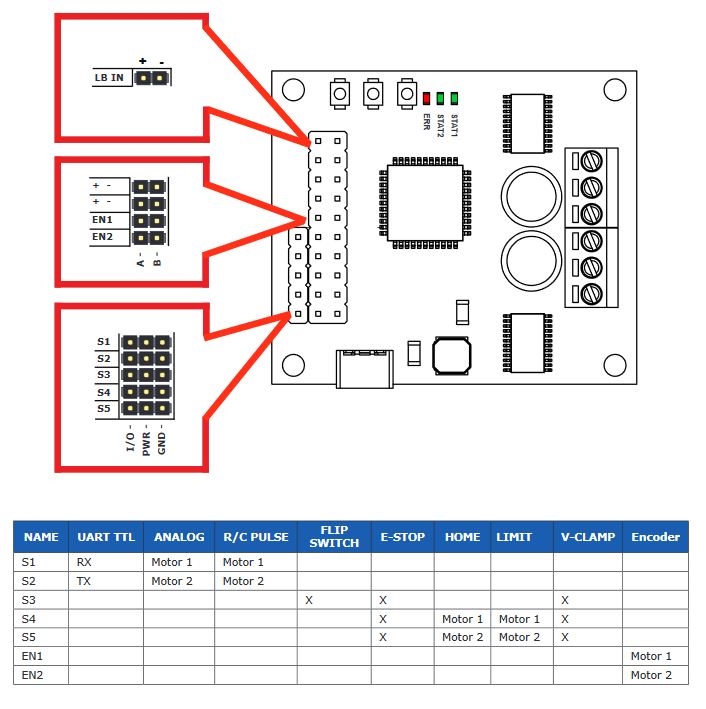 + -
LB IN
ERR
STAT2
STAT1
+ -
+ -
EN1
EN2
A -
B -
S1
S2
S3
S4
S5
I/O -
PWR -
GND -
NAME UART TTL ANALOG R/C PULSE FLIP SWITCH E-STOP HOME LIMIT V-CLAMP Encoder
S1 RX Motor 1 Motor 1
S2 TX Motor 2 Motor 2
S3 X X X
S4 X Motor 1 Motor 1 X
S5 X Motor 2 Motor 2 X
EN1 Motor 1
EN2 Motor 2